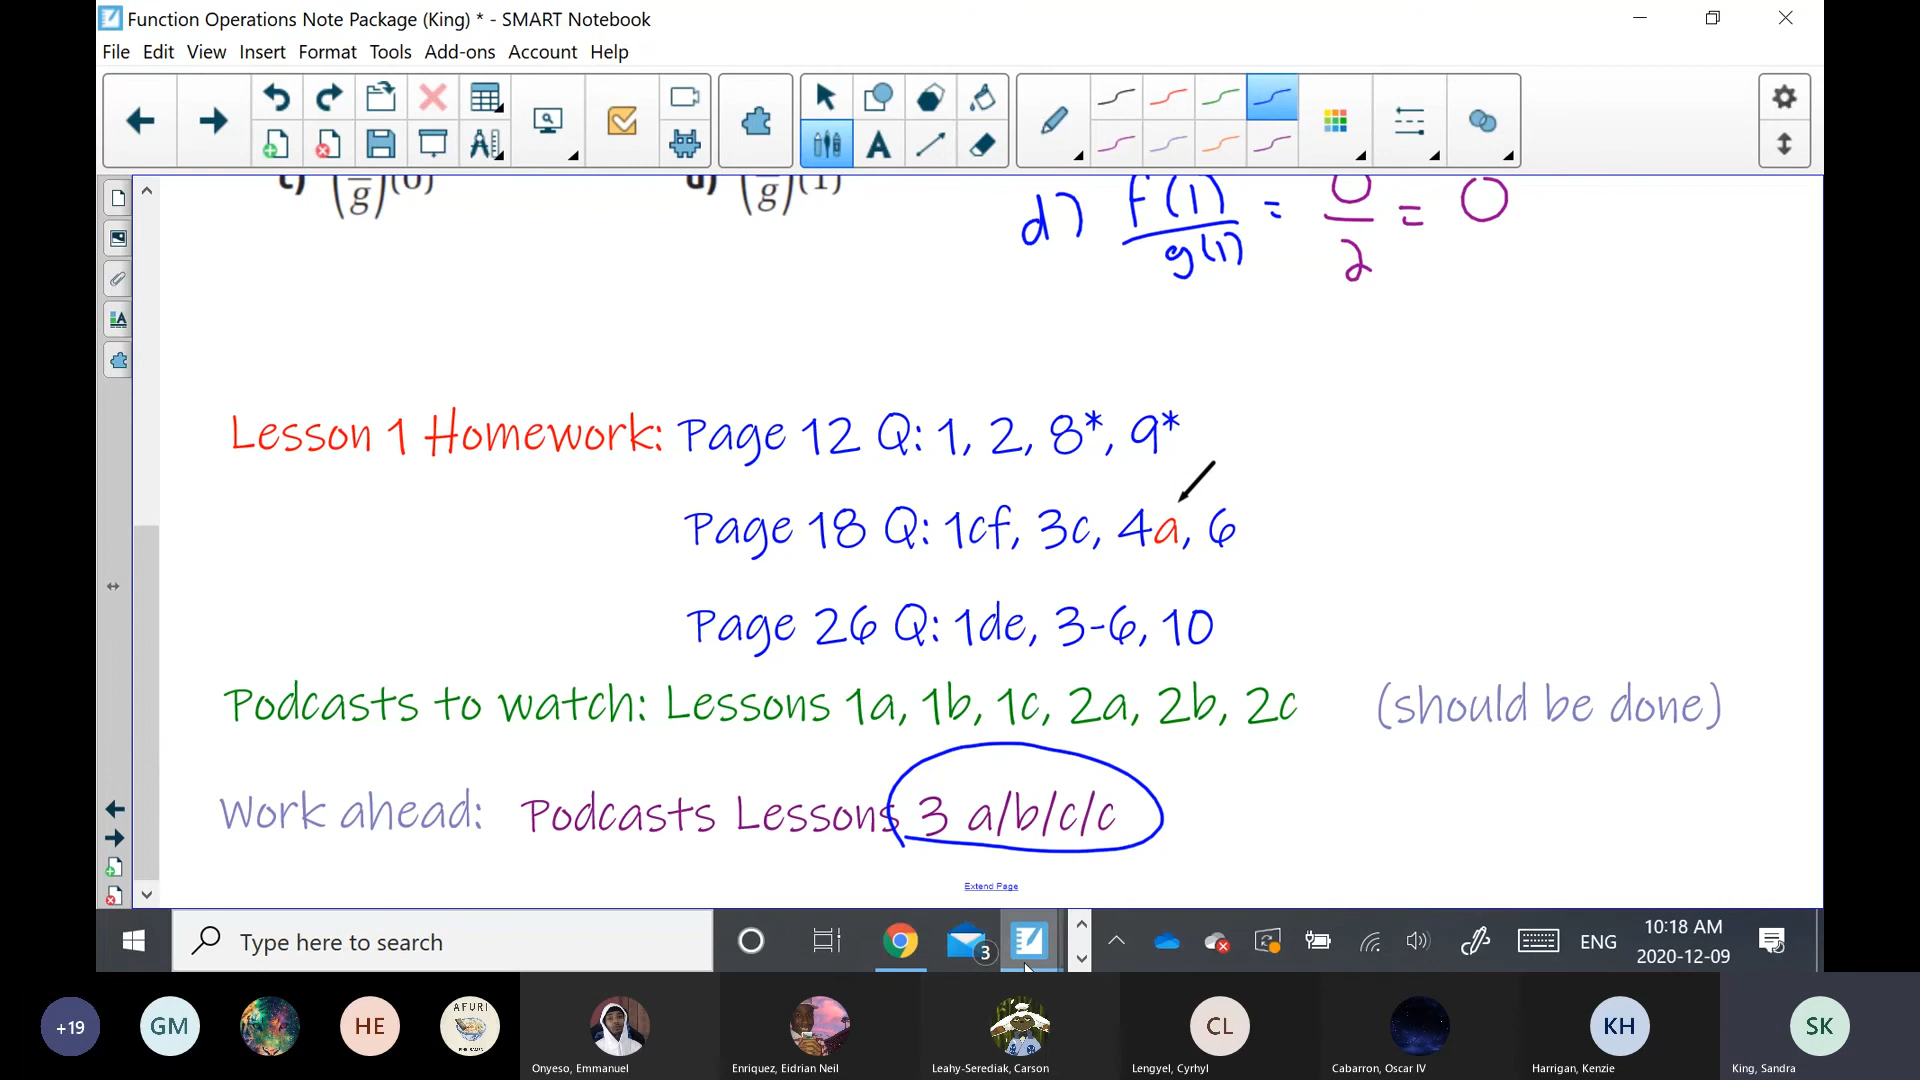 Function Operations Note Package (King) * - SMART Notebook
File Edit View Insert Format Tools Add-ons Account Help
c) (g)(0) d) (g)(1)
d) f(1)/g(1) = 0/2 = 0
Lesson 1 Homework: Page 12 Q: 1, 2, 8*, 9*
Page 18 Q: 1cf, 3c, 4a, 6
Page 26 Q: 1de, 3-6, 10
Podcasts to watch: Lessons 1a, 1b, 1c, 2a, 2b, 2c (should be done)
Work ahead: Podcasts Lessons 3 a/b/c/c
Extend Page
Type here to search
3
ENG
10:18 AM
2020-12-09
+19 GM HE AFURI CL KH SK
Onyeso, Emmanuel Enriquez, Eidrian Neil Leahy-Serediak, Carson Lengyel, Cyrhyl Cabarron, Oscar IV Harrigan, Kenzie King, Sandra